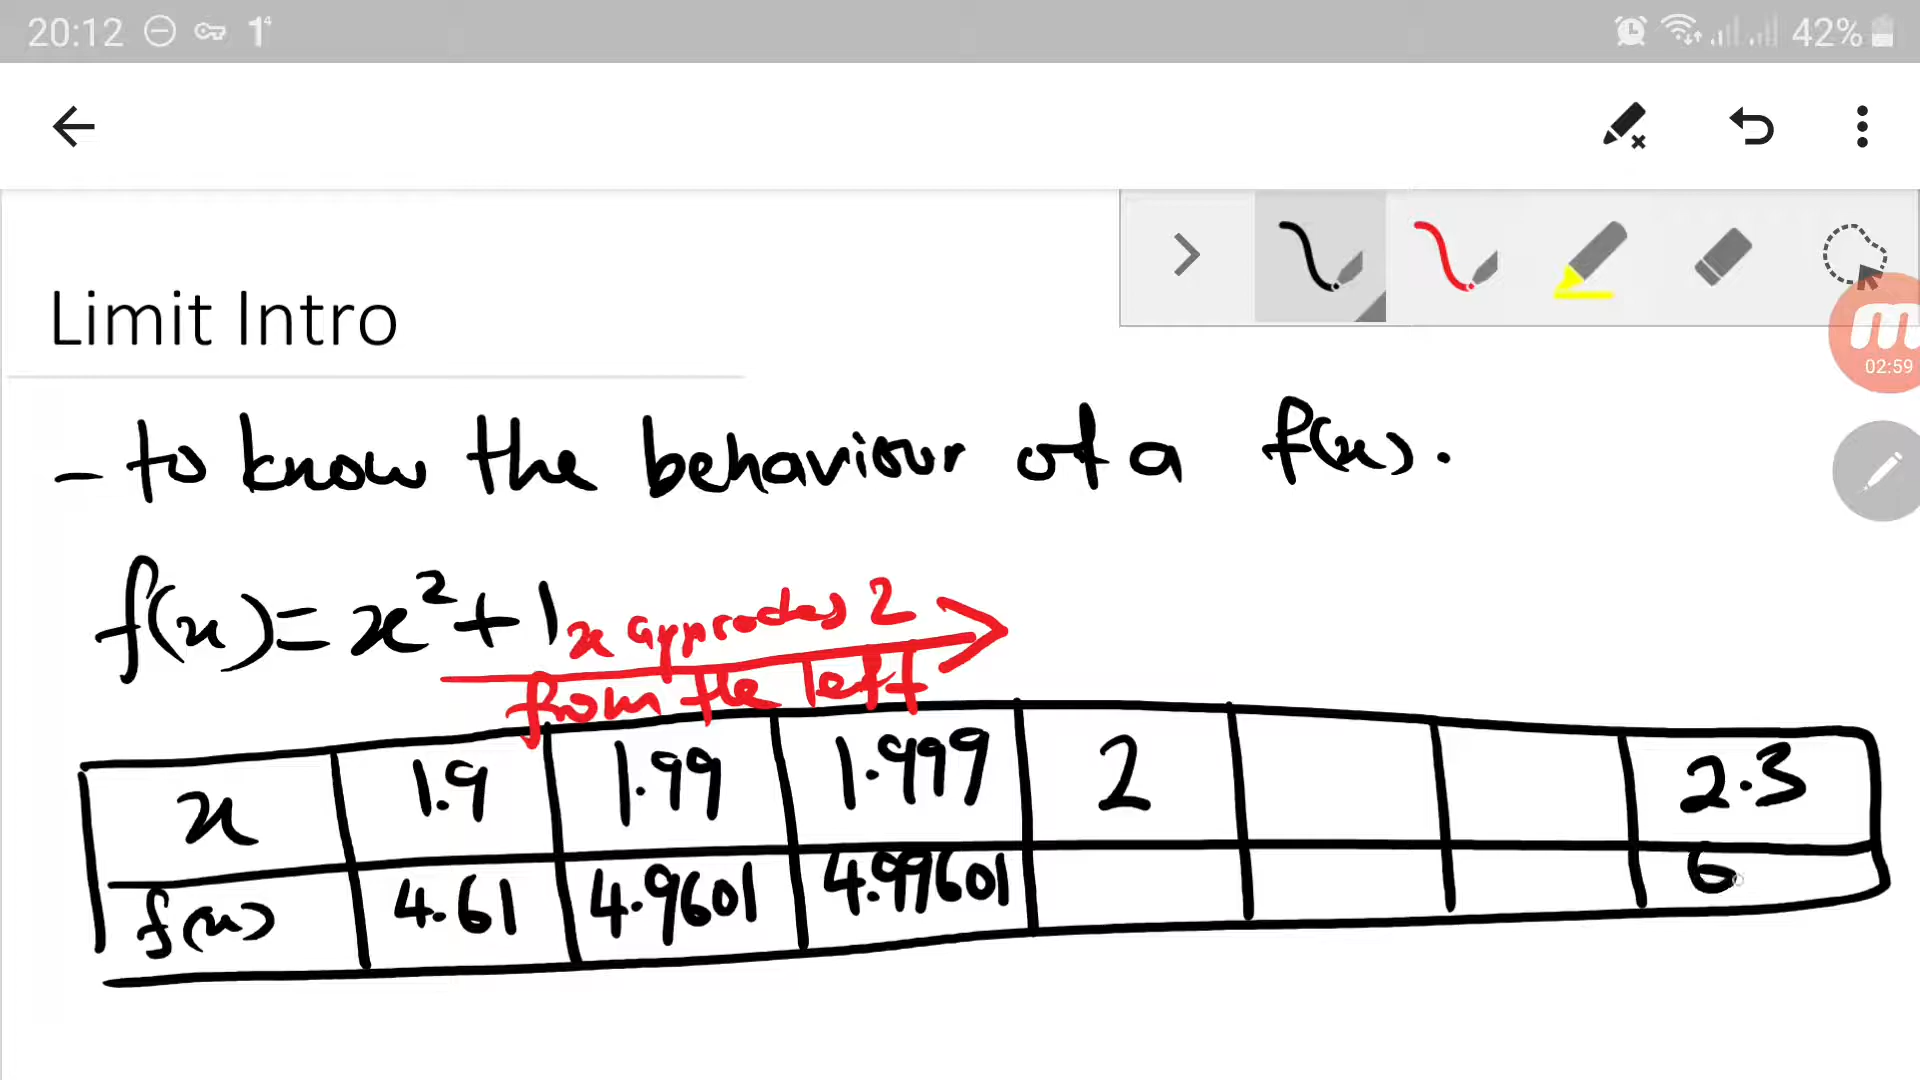 20:12 42%
02:59
Limit Intro
- to know the behaviour of a f(x).
f(x)=x²+1
x approches 2
from the left
x 1.9 1.99 1.999 2 2.3
f(x) 4.61 4.9601 4.99601 6